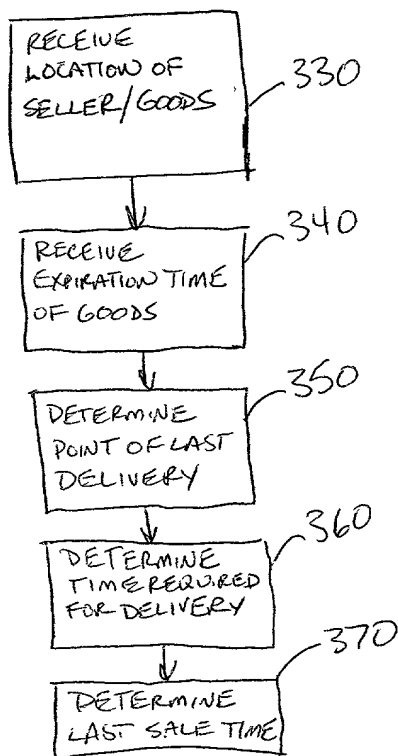 RECEIVE
LOCATION OF
SELLER/GOODS
330
RECEIVE
EXPIRATION TIME
OF GOODS
340
DETERMINE
POINT OF LAST
DELIVERY
350
DETERMINE
TIME REQUIRED
FOR DELIVERY
360
DETERMINE
LAST SALE TIME
370